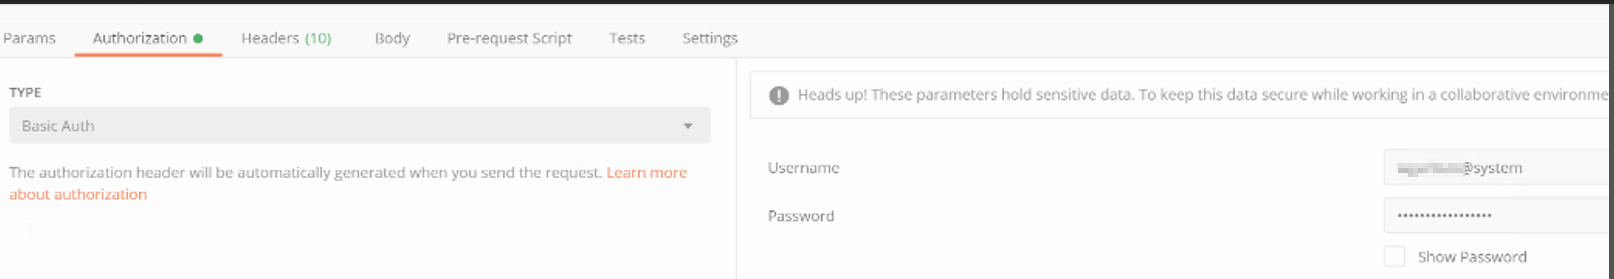 Params Authorization Headers (10) Body Pre-request Script Tests Settings
TYPE
Basic Auth
The authorization header will be automatically generated when you send the request. Learn more
about authorization
Heads up! These parameters hold sensitive data. To keep this data secure while working in a collaborative environme
Username
@system
Password
•••••••••••••••••
Show Password